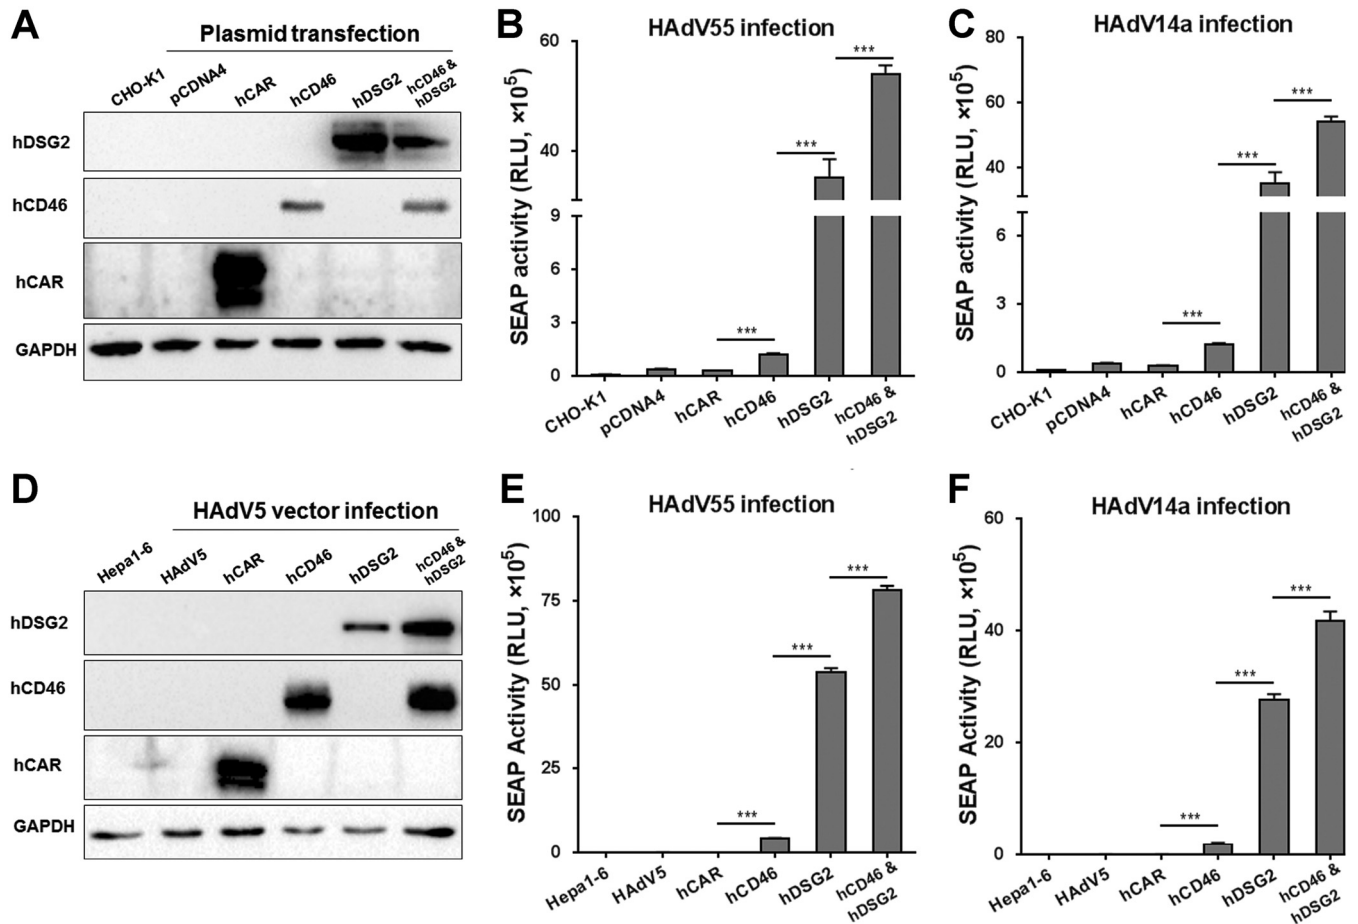 A
Plasmid transfection
CHO-K1
pCDNA4
hCAR
hCD46
hDSG2
hCD46 &
hDSG2
hDSG2
hCD46
hCAR
GAPDH
B
HAdV55 infection
SEAP activity (RLU, ×10⁵)
60
40
9
6
3
0
***
***
***
CHO-K1
pCDNA4
hCAR
hCD46
hDSG2
hCD46 &
hDSG2
C
HAdV14a infection
SEAP activity (RLU, ×10⁵)
80
60
40
6
3
0
***
***
***
CHO-K1
pCDNA4
hCAR
hCD46
hDSG2
hCD46 &
hDSG2
D
HAdV5 vector infection
Hepa1-6
HAdV5
hCAR
hCD46
hDSG2
hCD46 &
hDSG2
hDSG2
hCD46
hCAR
GAPDH
E
HAdV55 infection
SEAP Activity (RLU, ×10⁵)
100
75
50
25
0
***
***
***
Hepa1-6
HAdV5
hCAR
hCD46
hDSG2
hCD46 &
hDSG2
F
HAdV14a infection
SEAP Activity (RLU, ×10⁵)
60
40
20
0
***
***
***
Hepa1-6
HAdV5
hCAR
hCD46
hDSG2
hCD46 &
hDSG2